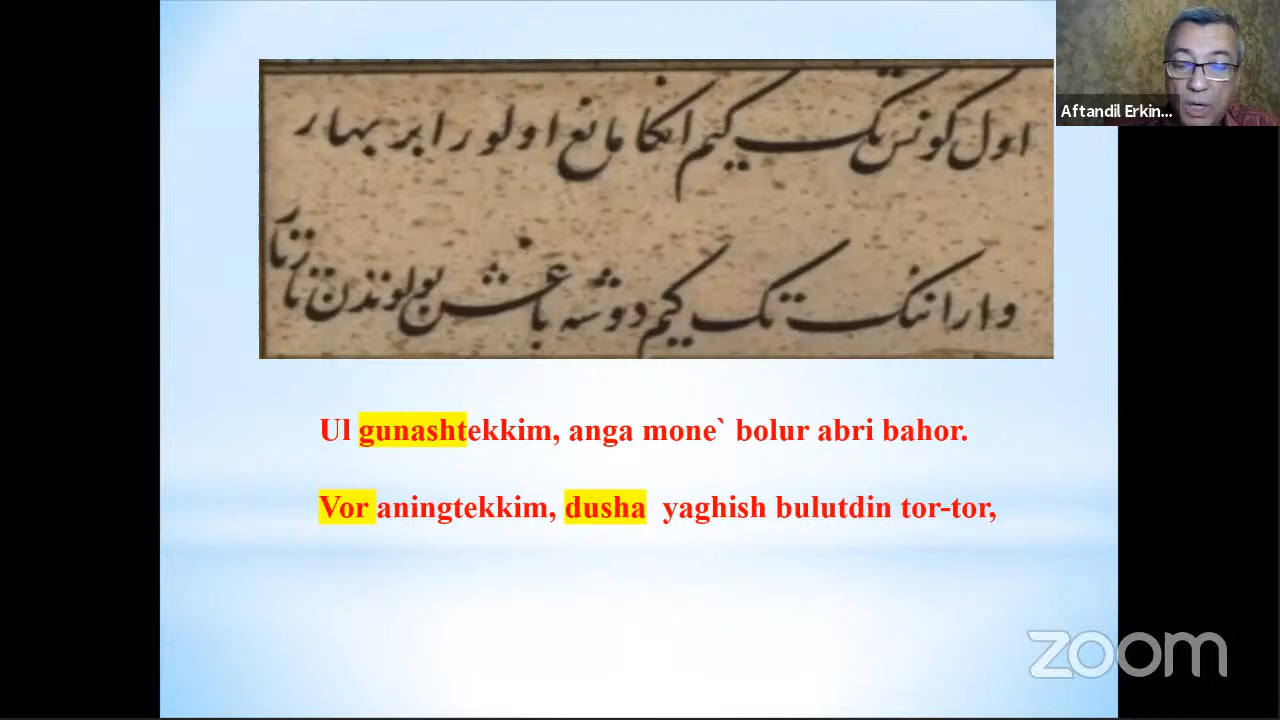 اول کونش تک کیم انکا مانع اولور ابر بهار
وار اننک تک کیم دوشه یاغش بولوتدن تار تار
Aftandil Erkin...
Ul gunashtekkim, anga mone` bolur abri bahor.
Vor aningtekkim, dusha yaghish bulutdin tor-tor,
zoom